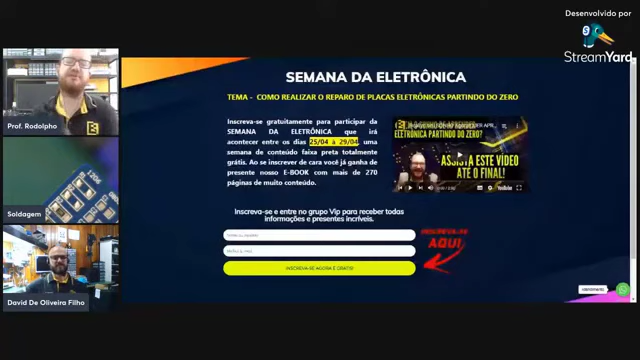 Desenvolvido por
StreamYard
SEMANA DA ELETRÔNICA
TEMA - COMO REALIZAR O REPARO DE PLACAS ELETRÔNICAS PARTINDO DO ZERO
Inscreva-se gratuitamente para participar da
SEMANA DA ELETRÔNICA que irá
acontecer entre os dias 25/04 à 29/04 uma
semana de conteúdo faixa preta totalmente
grátis. Ao se inscrever de cara você já ganha de
presente nosso E-BOOK com mais de 270
páginas de muito conteúdo.
ELETRÔNICA PARTINDO DO ZERO?
ASSISTA ESTE VÍDEO
ATÉ O FINAL!
YouTube
Inscreva-se e entre no grupo Vip para receber todas
informações e presentes incríveis.
INSCREVA-SE AGORA É GRÁTIS!
INSCREVA-SE
AQUI
Prof. Rodolpho
Soldagem
David De Oliveira Filho